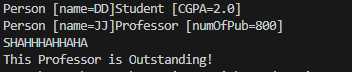 Person [name=DD]Student [CGPA=2.0]
Person [name=JJ]Professor [numOfPub=800]
SHAHHHAHHAHA
This Professor is Outstanding!